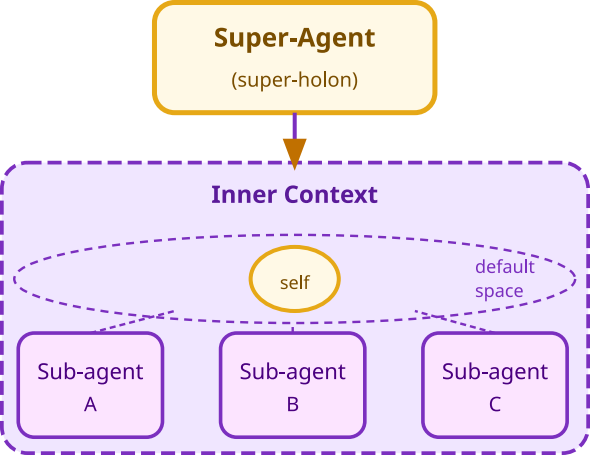 Super-Agent
(super-holon)
Inner Context
self
default
space
Sub-agent
A
Sub-agent
B
Sub-agent
C